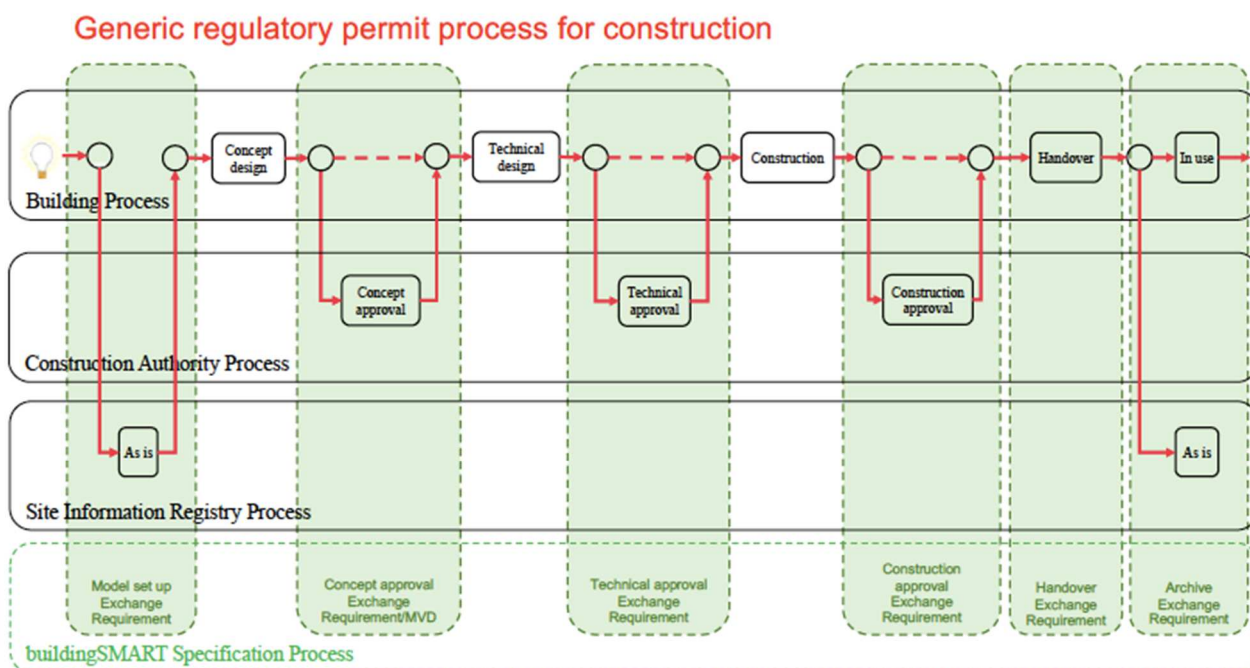 Generic regulatory permit process for construction
Concept
design
Technical
design
Construction
Handover
In use
Building Process
Concept
approval
Technical
approval
Construction
approval
Construction Authority Process
As is
As is
Site Information Registry Process
Model set up
Exchange
Requirement
Concept approval
Exchange
Requirement/MVD
Technical approval
Exchange
Requirement
Construction
approval
Exchange
Requirement
Handover
Exchange
Requirement
Archive
Exchange
Requirement
buildingSMART Specification Process